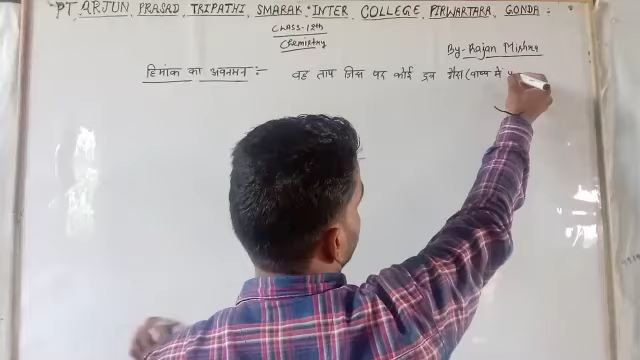 PT ARJUN PRASAD TRIPATHI SMARAK INTER COLLEGE PIRWARTARA, GONDA :
CLASS-12th
Chemistry
By- Rajan Mishra
हिमांक का अवनमन :- वह ताप जिस पर कोई द्रव गैस (वाष्प में